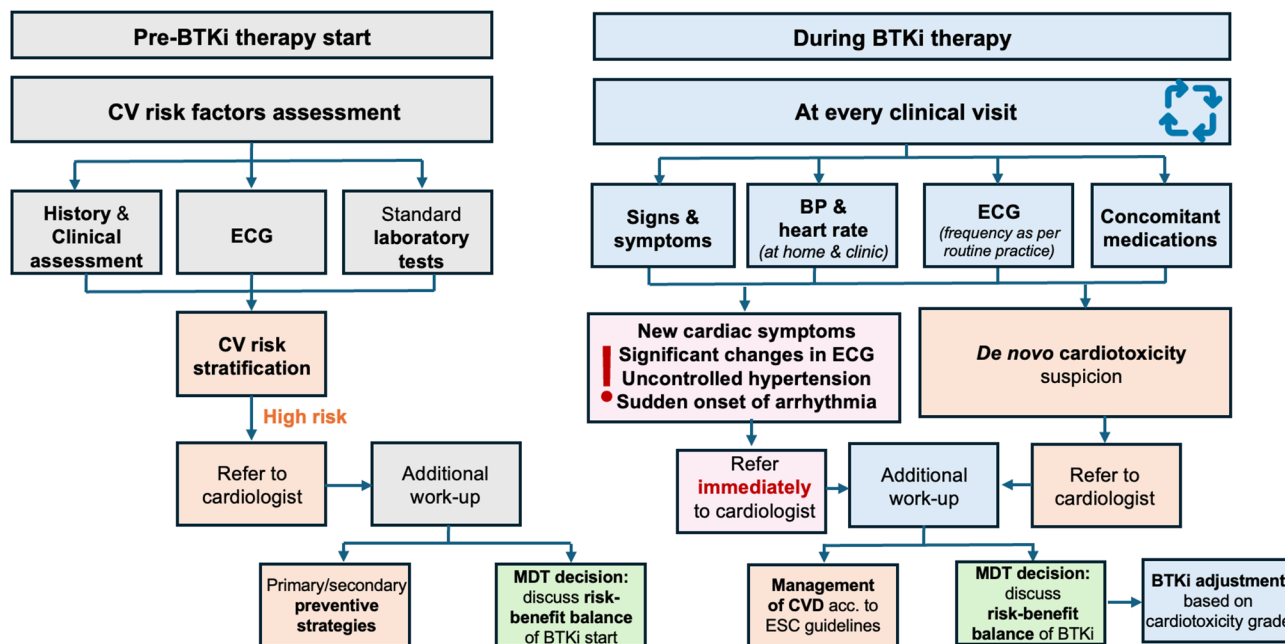 Pre-BTKi therapy start
CV risk factors assessment
History &
Clinical
assessment
ECG
Standard
laboratory
tests
CV risk
stratification
High risk
Refer to
cardiologist
Additional
work-up
Primary/secondary
preventive
strategies
MDT decision:
discuss risk-
benefit balance
of BTKi start
During BTKi therapy
At every clinical visit
Signs &
symptoms
BP &
heart rate
(at home & clinic)
ECG
(frequency as per
routine practice)
Concomitant
medications
!
New cardiac symptoms
Significant changes in ECG
Uncontrolled hypertension
Sudden onset of arrhythmia
De novo cardiotoxicity
suspicion
Refer
immediately
to cardiologist
Additional
work-up
Refer to
cardiologist
Management
of CVD acc. to
ESC guidelines
MDT decision:
discuss
risk-benefit
balance of BTKi
BTKi adjustment
based on
cardiotoxicity grade